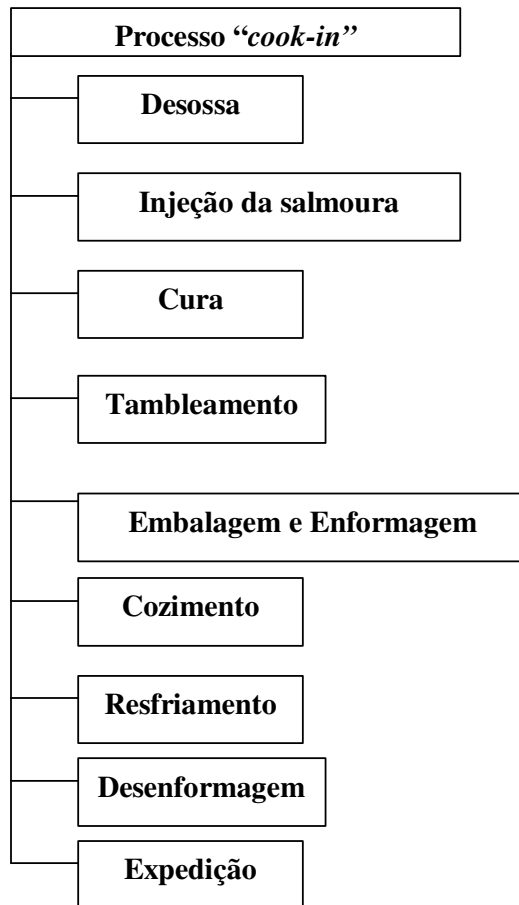 Processo “cook-in”
Desossa
Injeção da salmoura
Cura
Tambleamento
Embalagem e Enformagem
Cozimento
Resfriamento
Desenformagem
Expedição